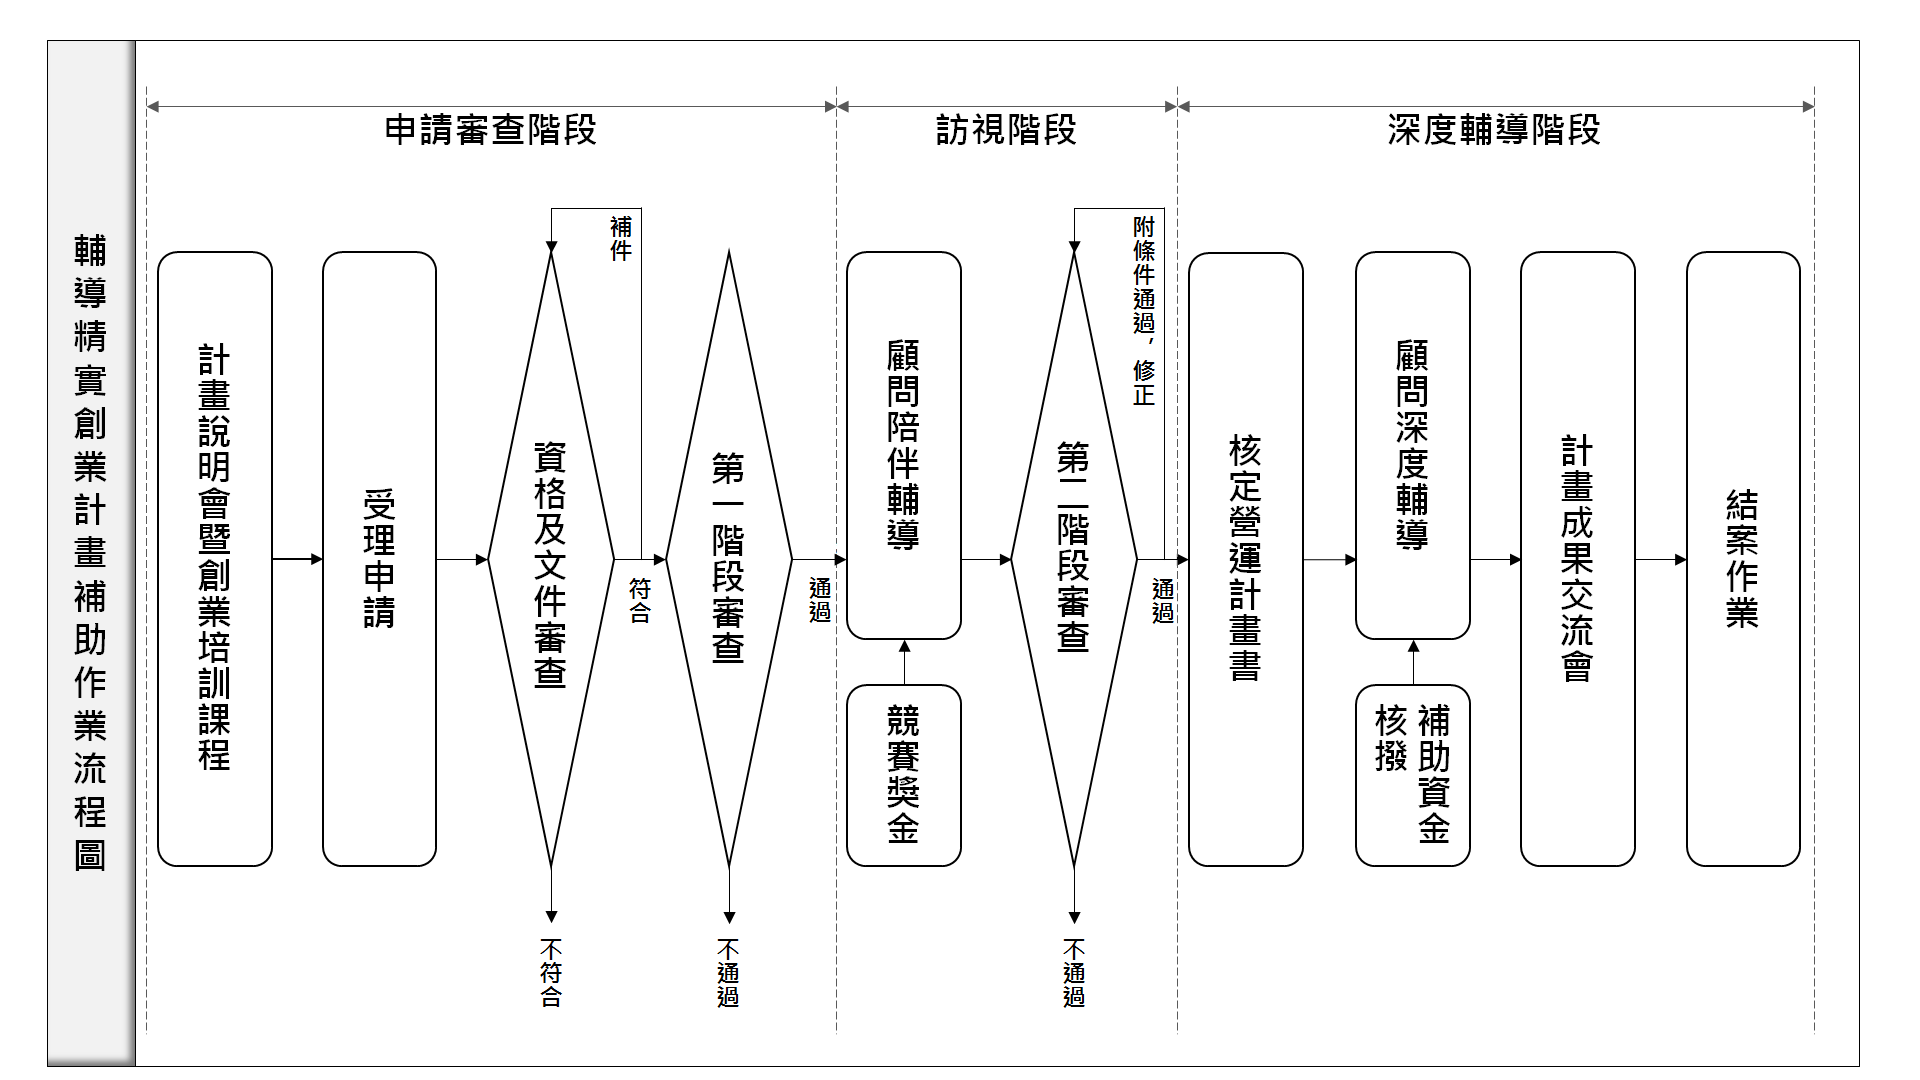 輔導精實創業計畫補助作業流程圖
申請審查階段
訪視階段
深度輔導階段
計畫說明會暨創業培訓課程
受理申請
資格及文件審查
補件
符合
不符合
第一階段審查
通過
不通過
顧問陪伴輔導
競賽獎金
第二階段審查
附條件通過，修正
通過
不通過
核定營運計畫書
顧問深度輔導
補助資金
核撥
計畫成果交流會
結案作業